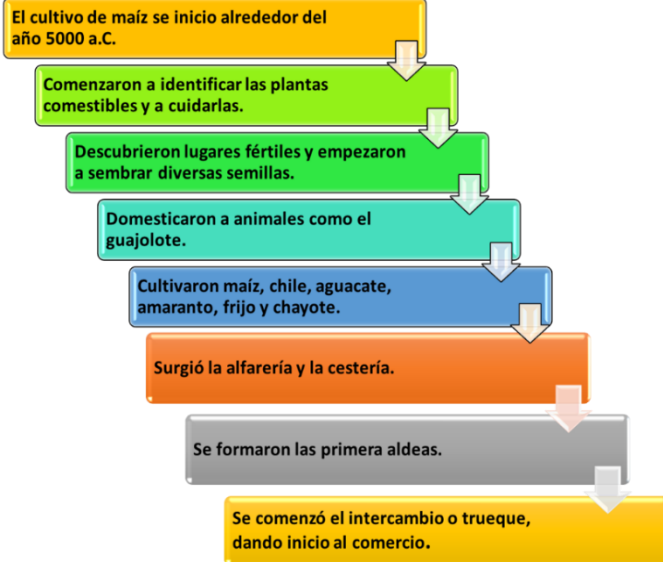 El cultivo de maíz se inicio alrededor del
año 5000 a.C.
Comenzaron a identificar las plantas
comestibles y a cuidarlas.
Descubrieron lugares fértiles y empezaron
a sembrar diversas semillas.
Domesticaron a animales como el
guajolote.
Cultivaron maíz, chile, aguacate,
amaranto, frijo y chayote.
Surgió la alfarería y la cestería.
Se formaron las primera aldeas.
Se comenzó el intercambio o trueque,
dando inicio al comercio.